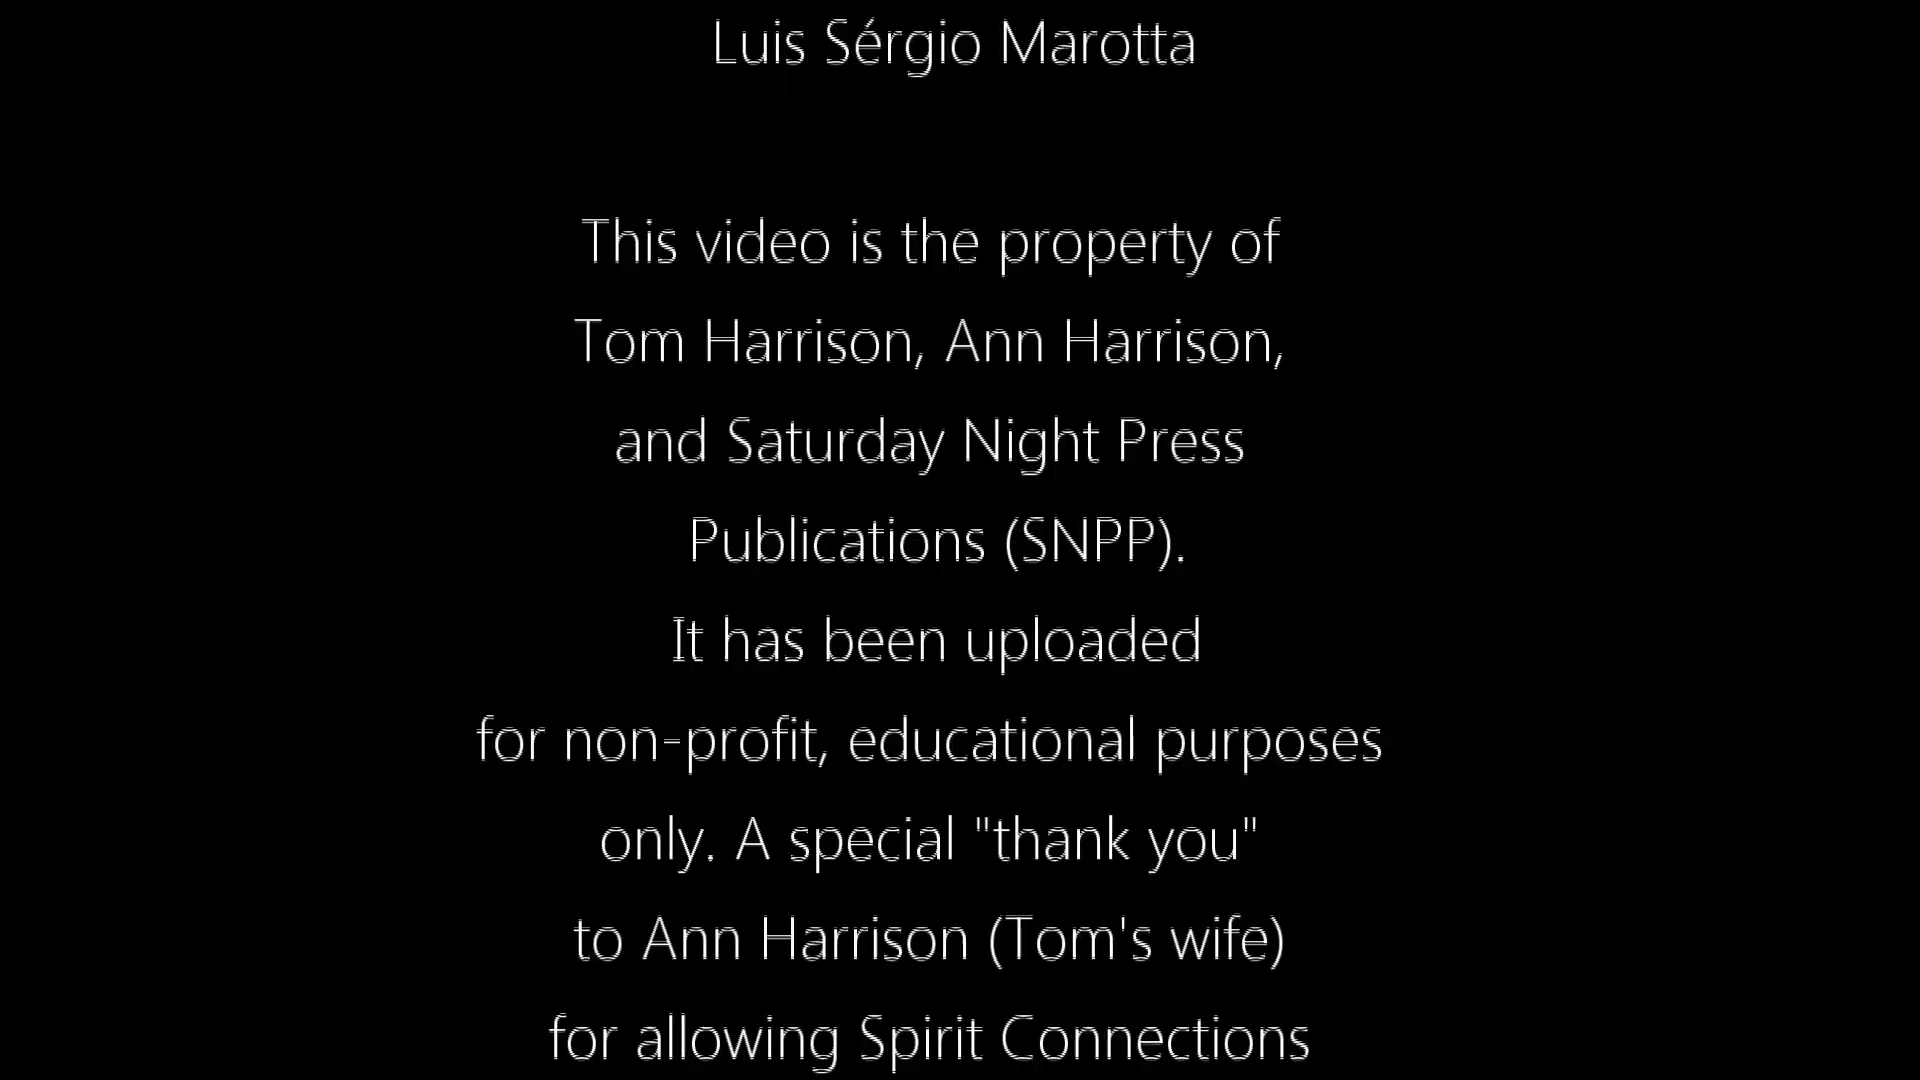 Luis Sérgio Marotta
This video is the property of
Tom Harrison, Ann Harrison,
and Saturday Night Press
Publications (SNPP).
It has been uploaded
for non-profit, educational purposes
only. A special "thank you"
to Ann Harrison (Tom's wife)
for allowing Spirit Connections